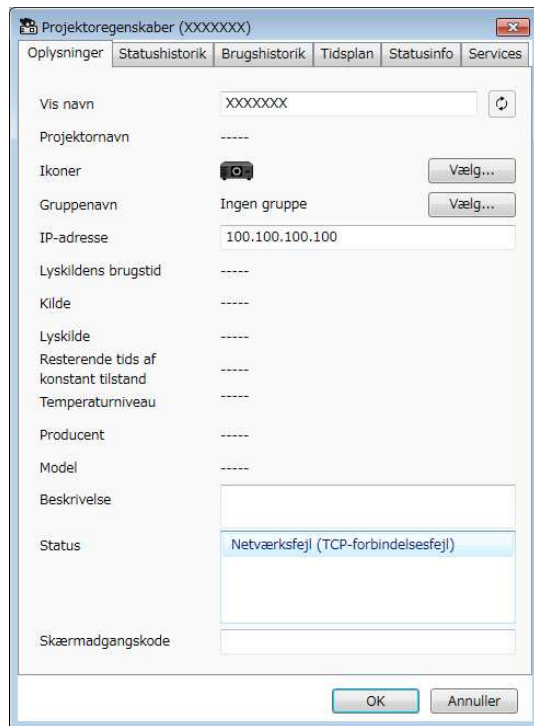 Projektoregenskaber (XXXXXXX)
Oplysninger Statushistorik Brugshistorik Tidsplan Statusinfo Services
Vis navn XXXXXXX
Projektornavn -----
Ikoner Vælg...
Gruppenavn Ingen gruppe Vælg...
IP-adresse 100.100.100.100
Lyskildens brugstid -----
Kilde -----
Lyskilde -----
Resterende tids af
konstant tilstand -----
Temperaturniveau -----
Producent -----
Model -----
Beskrivelse
Status Netværksfejl (TCP-forbindelsesfejl)
Skærmadgangskode
OK Annuller